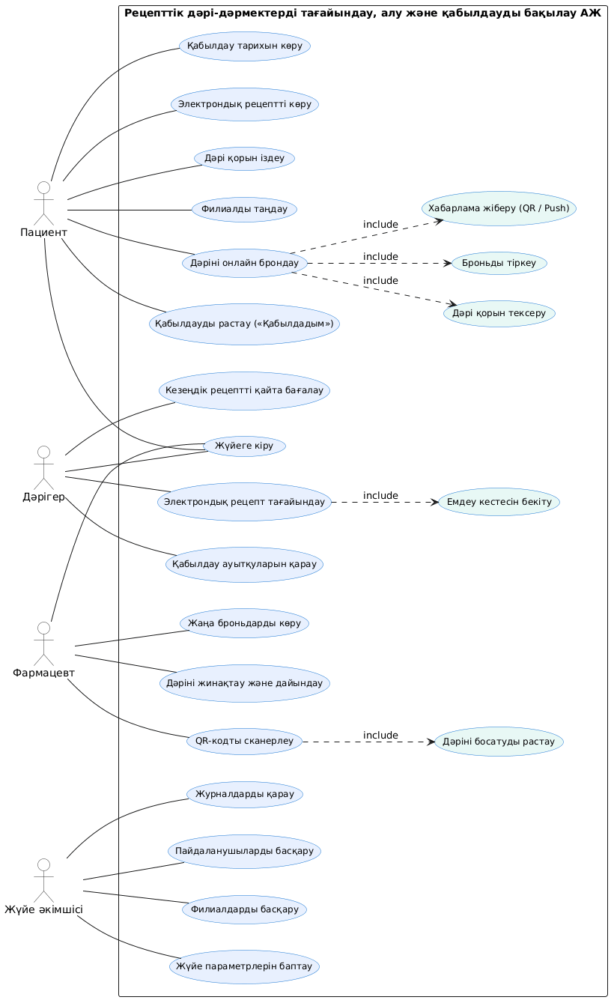 Рецепттік дәрі-дәрмектерді тағайындау, алу және қабылдауды бақылау АЖ
Қабылдау тарихын көру
Электрондық рецептті көру
Дәрі қорын іздеу
Филиалды таңдау
Хабарлама жіберу (QR / Push)
include
Пациент
include
Дәріні онлайн брондау
Броньды тіркеу
include
Дәрі қорын тексеру
Қабылдауды растау («Қабылдадым»)
Кезеңдік рецептті қайта бағалау
Жүйеге кіру
Дәрігер
Электрондық рецепт тағайындау
include
Емдеу кестесін бекіту
Қабылдау ауытқуларын қарау
Жаңа броньдарды көру
Фармацевт
Дәріні жинақтау және дайындау
QR-кодты сканерлеу
include
Дәріні босатуды растау
Журналдарды қарау
Пайдаланушыларды басқару
Жүйе әкімшісі
Филиалдарды басқару
Жүйе параметрлерін баптау